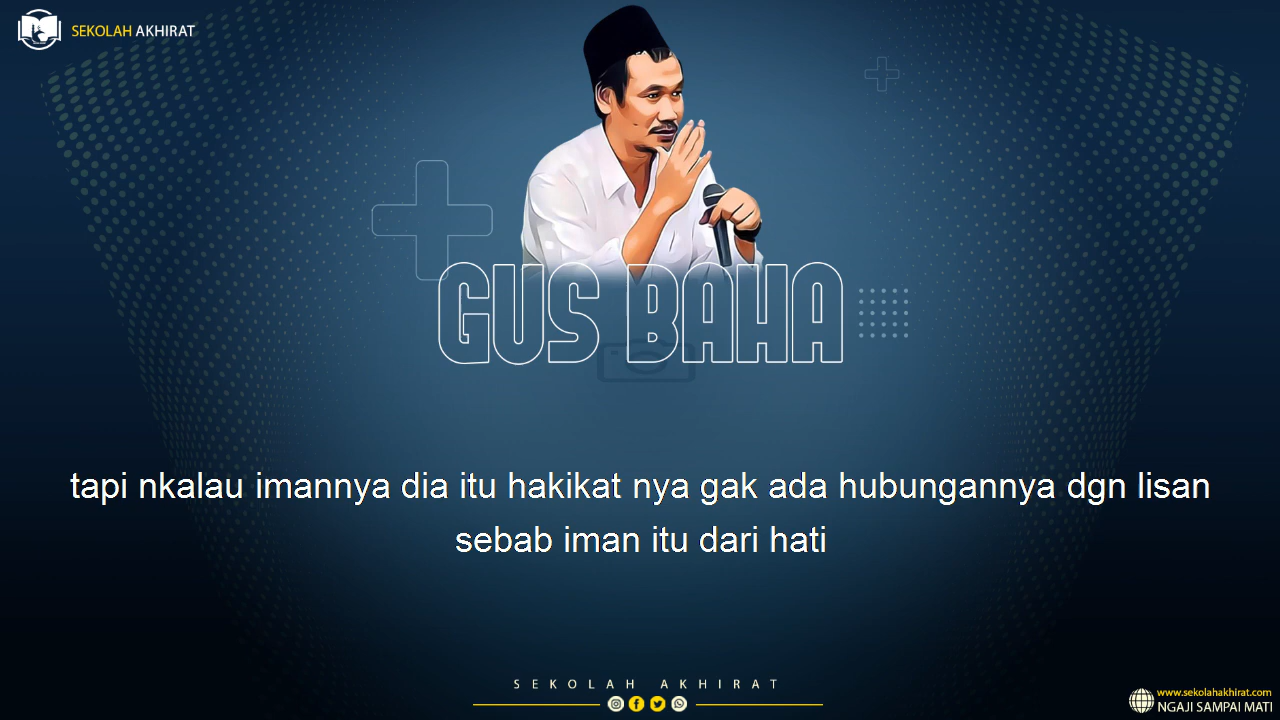 SEKOLAH AKHIRAT
GUS BAHA
tapi nkalau imannya dia itu hakikat nya gak ada hubungannya dgn lisan
sebab iman itu dari hati
SEKOLAH AKHIRAT
www.sekolahakhirat.com
NGAJI SAMPAI MATI